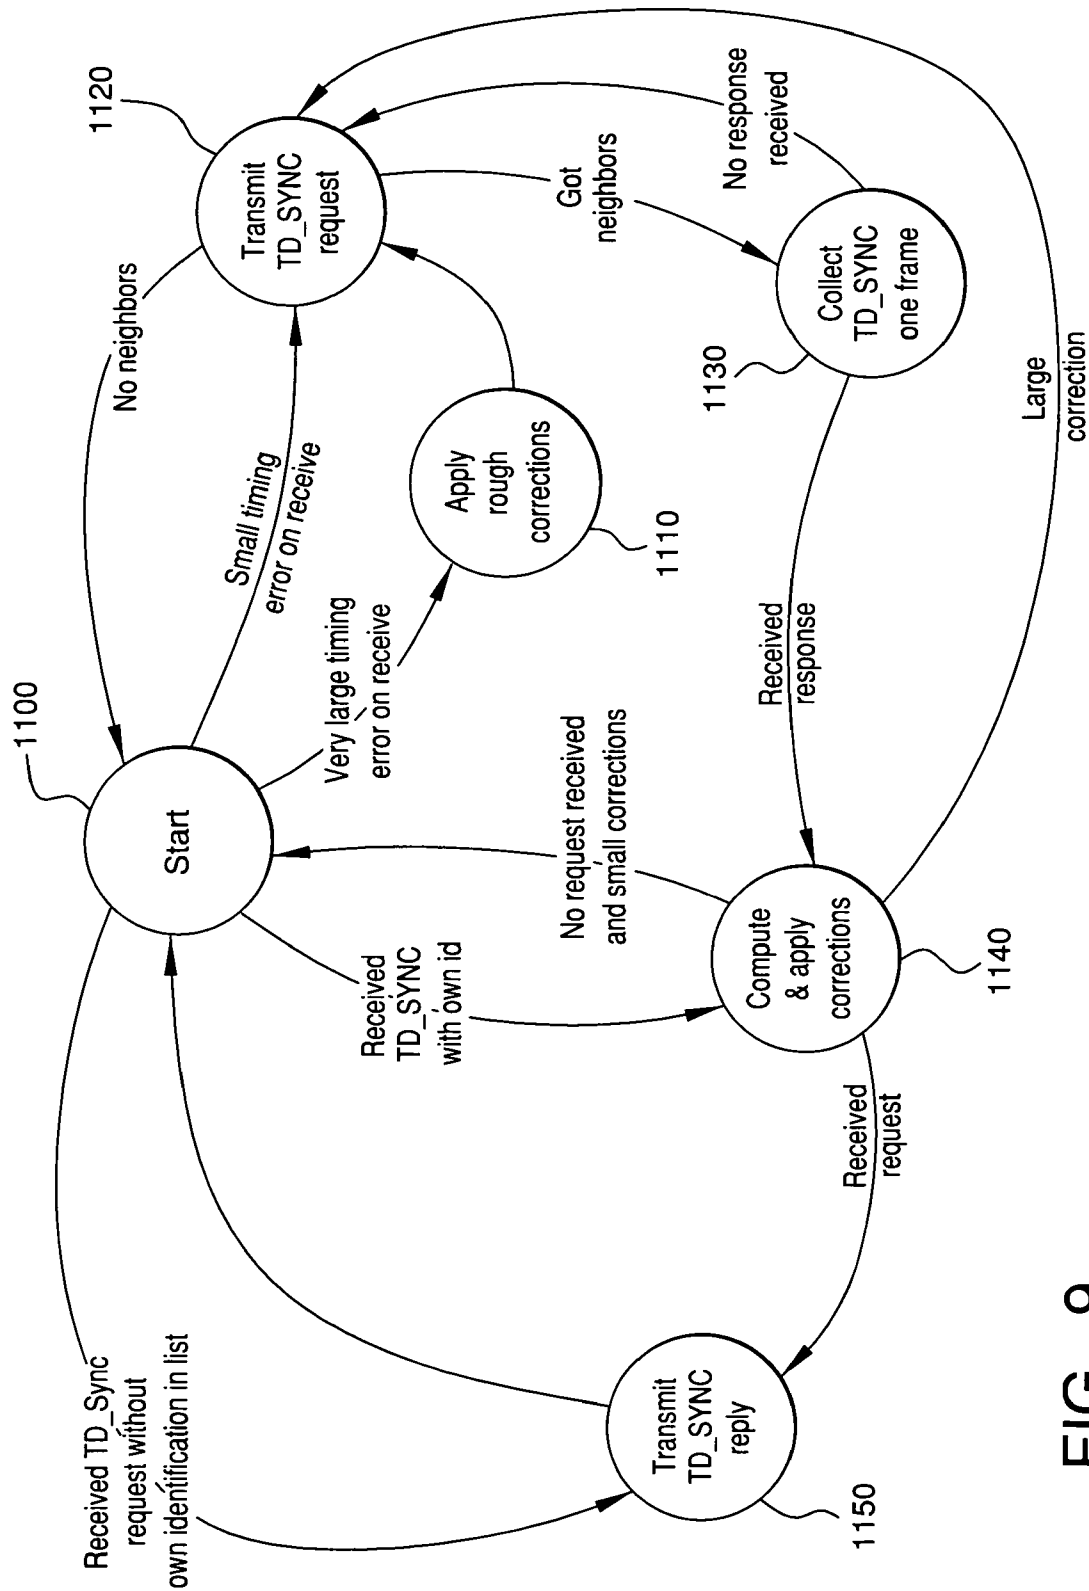 1100
1120
Received TD_Sync
request without
own identification in list
No neighbors
Start
Transmit
TD_SYNC
request
Small timing
error on receive
Very large timing
error on receive
Received
TD_SYNC
with own id
Apply
rough
corrections
1110
Got
neighbors
No request received
and small corrections
No response
received
1130
Transmit
TD_SYNC
reply
Compute
& apply
corrections
Received
response
Collect
TD_SYNC
one frame
1150
Received
request
1140
Large
correction
FIG.